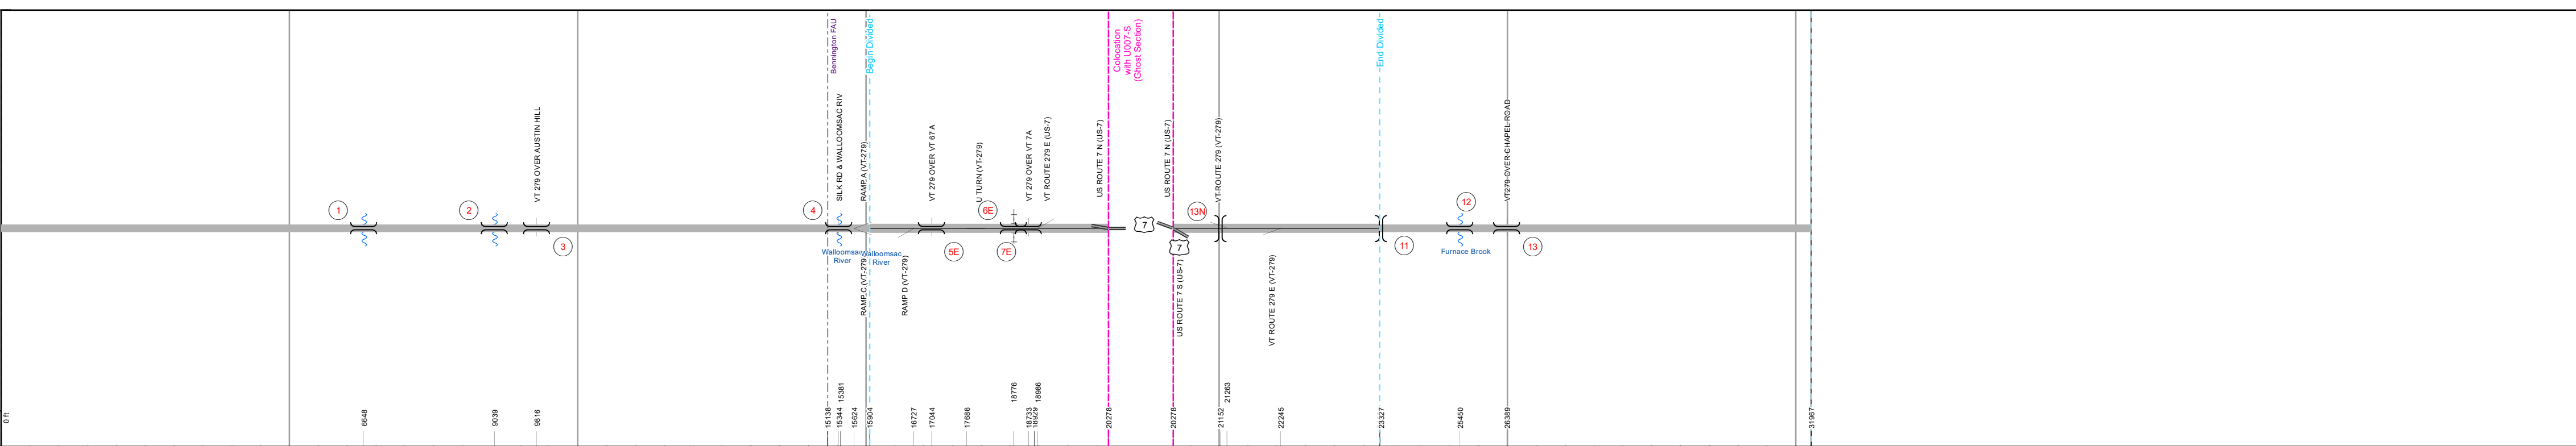 Bennington FAU
Begin Divided
Colocation
with U007-S
(Ghost Section)
End Divided
VT 279 OVER AUSTIN HILL
SILK RD & WALLOOMSAC RIV
RAMP A (VT-279)
VT 279 OVER VT 67 A
U TURN (VT-279)
VT 279 OVER VT 7A
VT ROUTE 279 E (US-7)
US ROUTE 7 N (US-7)
US ROUTE 7 N (US-7)
VT ROUTE 279 (VT-279)
VT279 OVER CHAPEL ROAD
1
2
3
4
5E
6E
7E
7
7
13N
11
12
13
Walloomsac
River
Walloomsac
River
Furnace Brook
RAMP C (VT-279)
RAMP D (VT-279)
US ROUTE 7 S (US-7)
VT ROUTE 279 E (VT-279)
0 ft
6648
9039
9816
15138
15344
15381
15624
15904
16727
17044
17686
18776
18733
18929
18986
20278
20278
21152
21263
22245
23327
25450
26389
31967